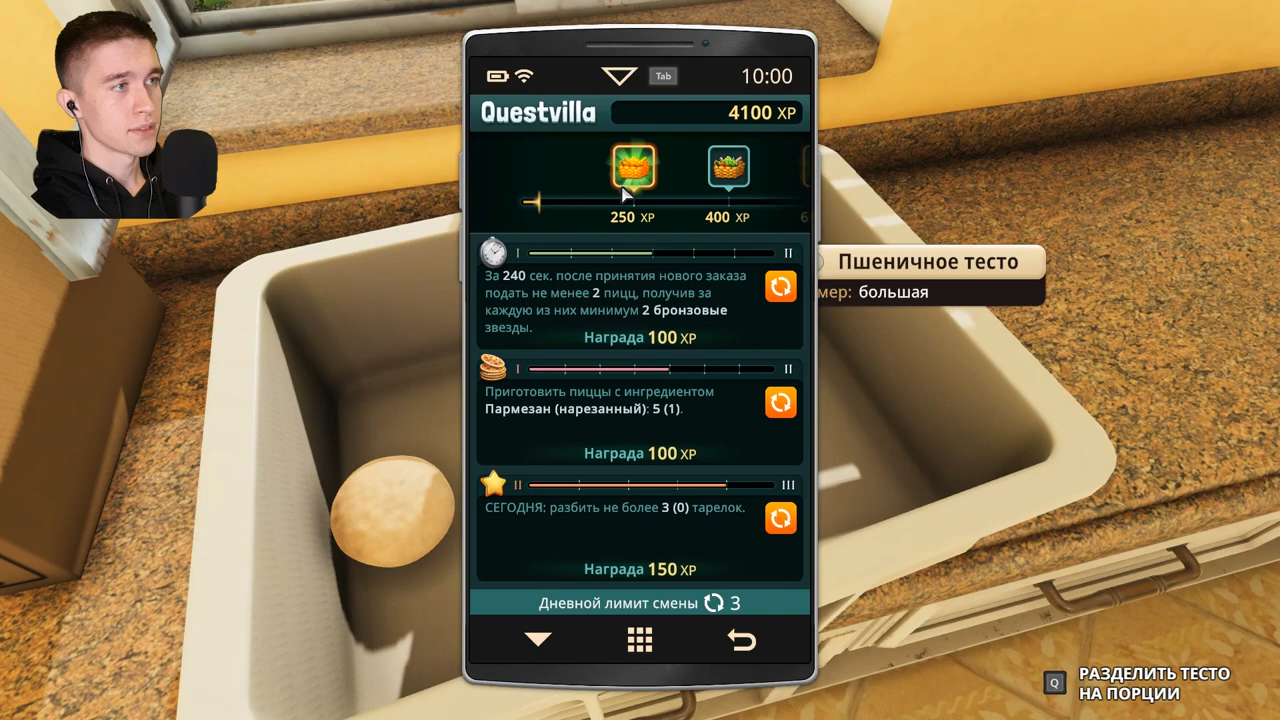 Tab
10:00
Questvilla
4100 XP
250 XP
400 XP
6
I
II
За 240 сек. после принятия нового заказа
подать не менее 2 пицц, получив за
каждую из них минимум 2 бронзовые
звезды.
Награда 100 XP
I
II
Приготовить пиццы с ингредиентом
Пармезан (нарезанный): 5 (1).
Награда 100 XP
II
III
СЕГОДНЯ: разбить не более 3 (0) тарелок.
Награда 150 XP
Дневной лимит смены 3
Пшеничное тесто
мер: большая
Q
РАЗДЕЛИТЬ ТЕСТО
НА ПОРЦИИ